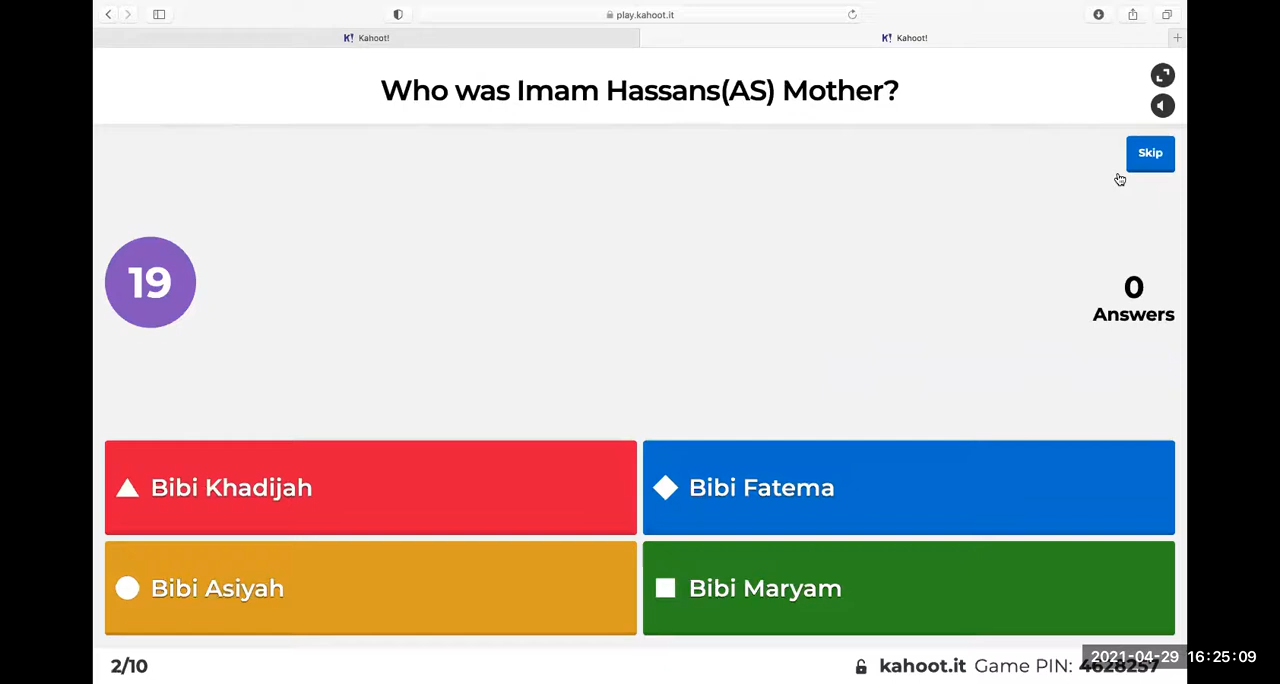 play.kahoot.it
K! Kahoot!
K! Kahoot!
Who was Imam Hassans(AS) Mother?
Skip
19
0
Answers
Bibi Khadijah
Bibi Fatema
Bibi Asiyah
Bibi Maryam
2/10
kahoot.it Game PIN: 4628257
2021-04-29 16:25:09